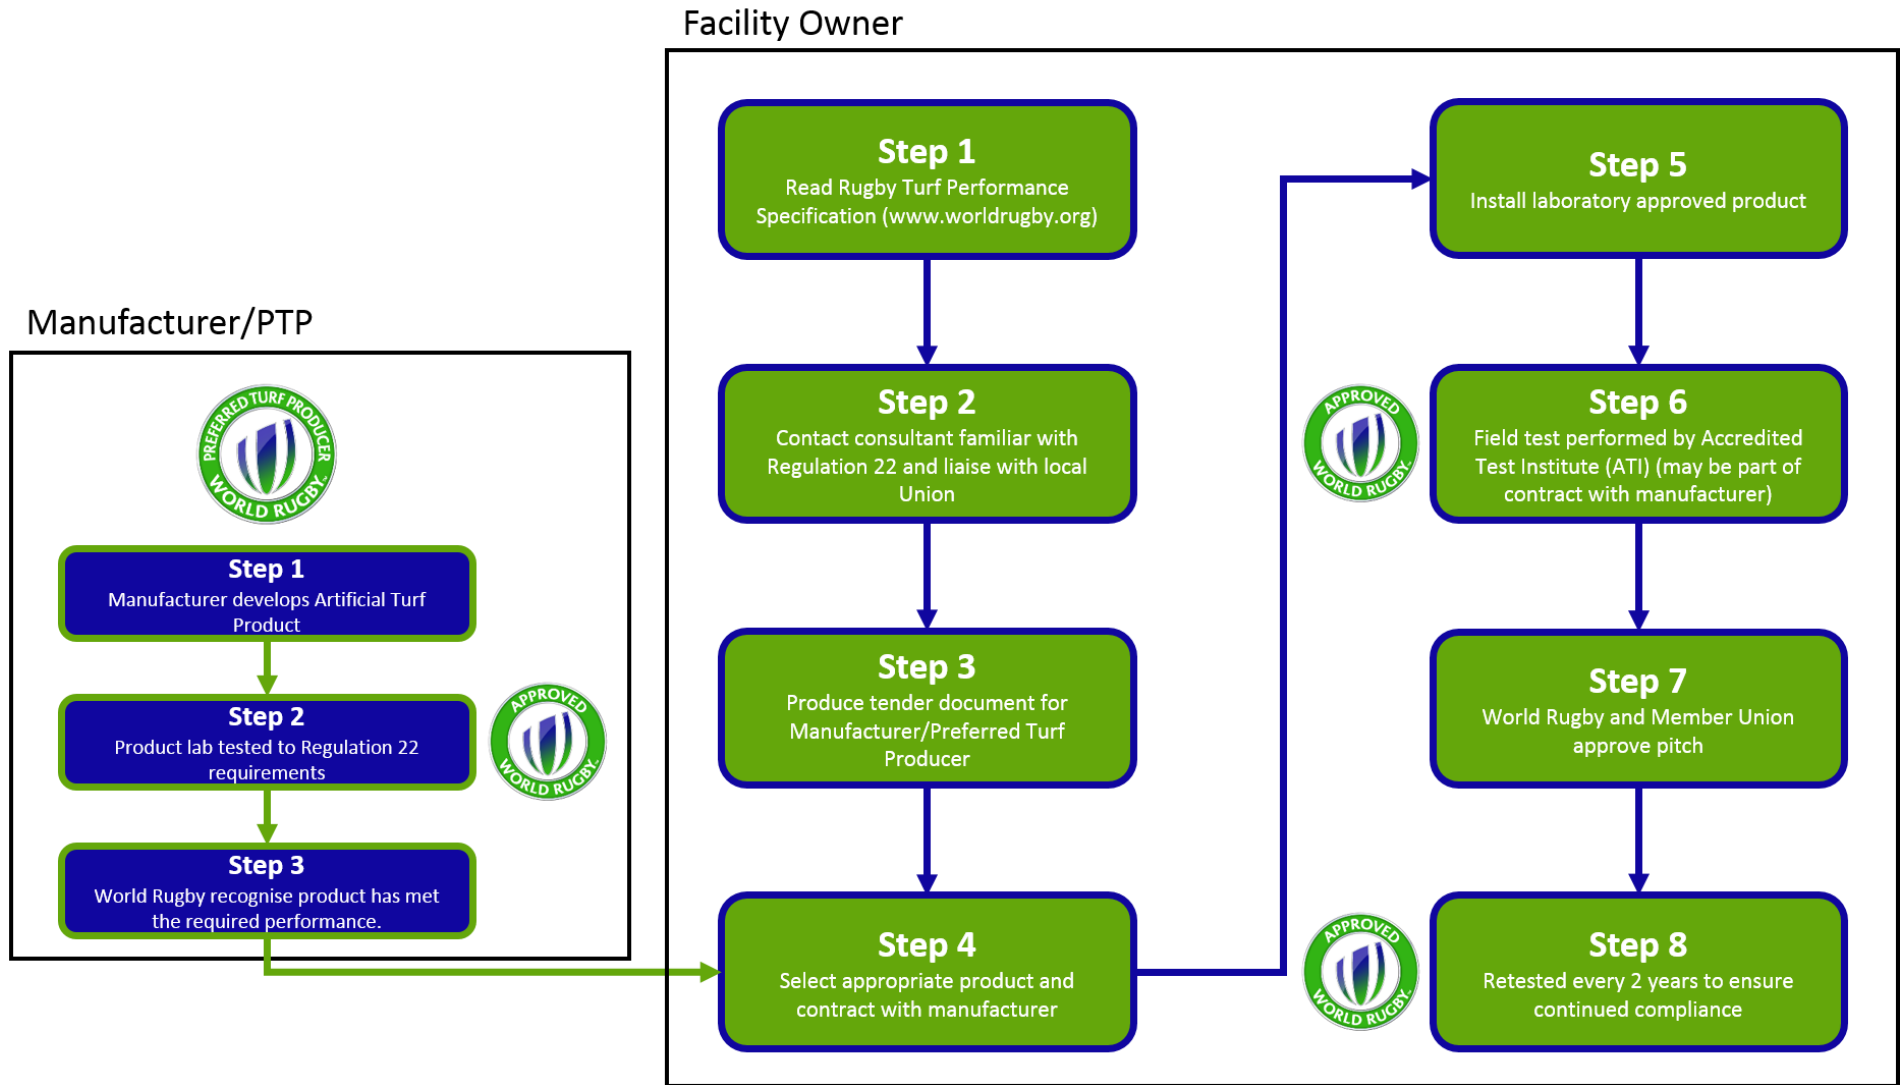 Facility Owner
Manufacturer/PTP
PREFERRED TURF PRODUCER
WORLD RUGBY™
Step 1
Manufacturer develops Artificial Turf
Product
Step 2
Product lab tested to Regulation 22
requirements
APPROVED
WORLD RUGBY™
Step 3
World Rugby recognise product has met
the required performance.
Step 1
Read Rugby Turf Performance
Specification (www.worldrugby.org)
Step 2
Contact consultant familiar with
Regulation 22 and liaise with local
Union
Step 3
Produce tender document for
Manufacturer/Preferred Turf
Producer
Step 4
Select appropriate product and
contract with manufacturer
Step 5
Install laboratory approved product
APPROVED
WORLD RUGBY™
Step 6
Field test performed by Accredited
Test Institute (ATI) (may be part of
contract with manufacturer)
Step 7
World Rugby and Member Union
approve pitch
APPROVED
WORLD RUGBY™
Step 8
Retested every 2 years to ensure
continued compliance